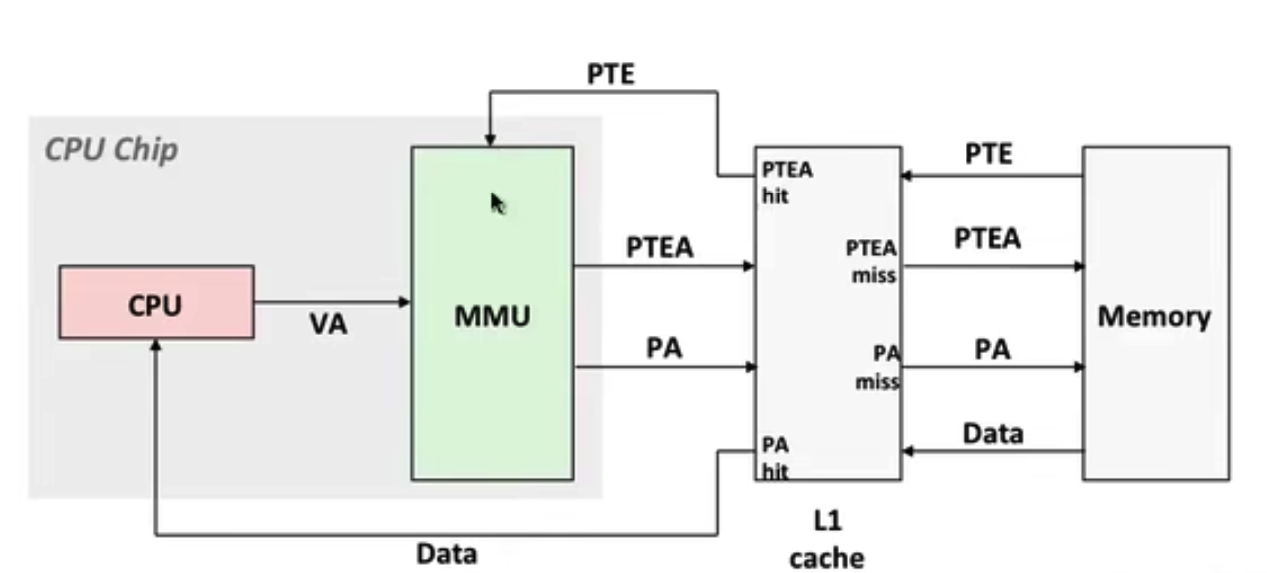 PTE
CPU Chip
PTEA
hit
PTE
PTEA
PTEA
miss
PTEA
CPU
VA
MMU
Memory
PA
PA
miss
PA
PA
hit
Data
L1
cache
Data